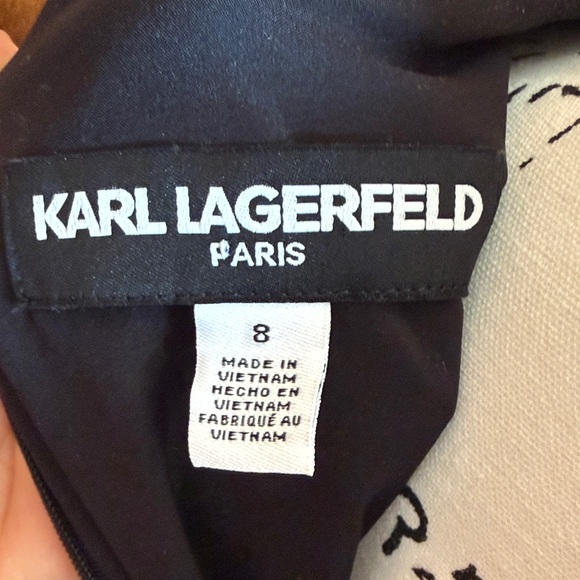 KARL LAGERFELD
PARIS
8
MADE IN
VIETNAM
HECHO EN
VIETNAM
FABRIQUÉ AU
VIETNAM